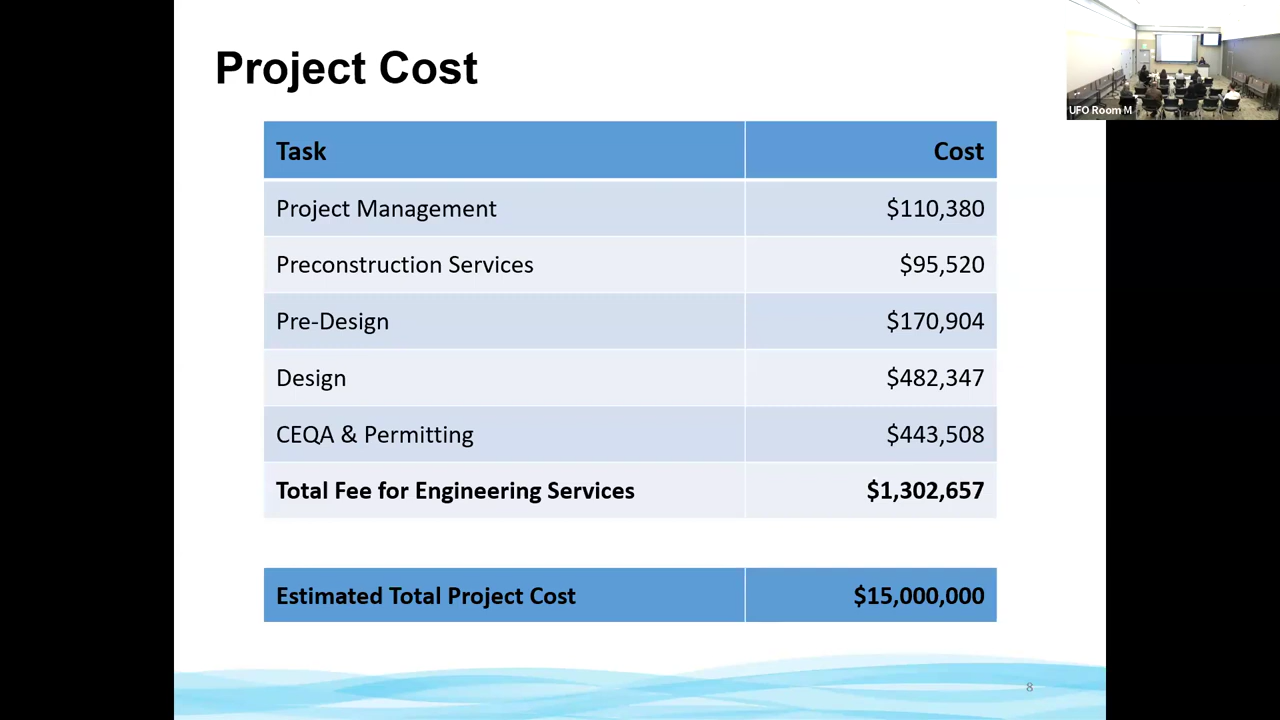 Project Cost
UFO Room M
Task Cost
Project Management $110,380
Preconstruction Services $95,520
Pre-Design $170,904
Design $482,347
CEQA & Permitting $443,508
Total Fee for Engineering Services $1,302,657
Estimated Total Project Cost $15,000,000
8